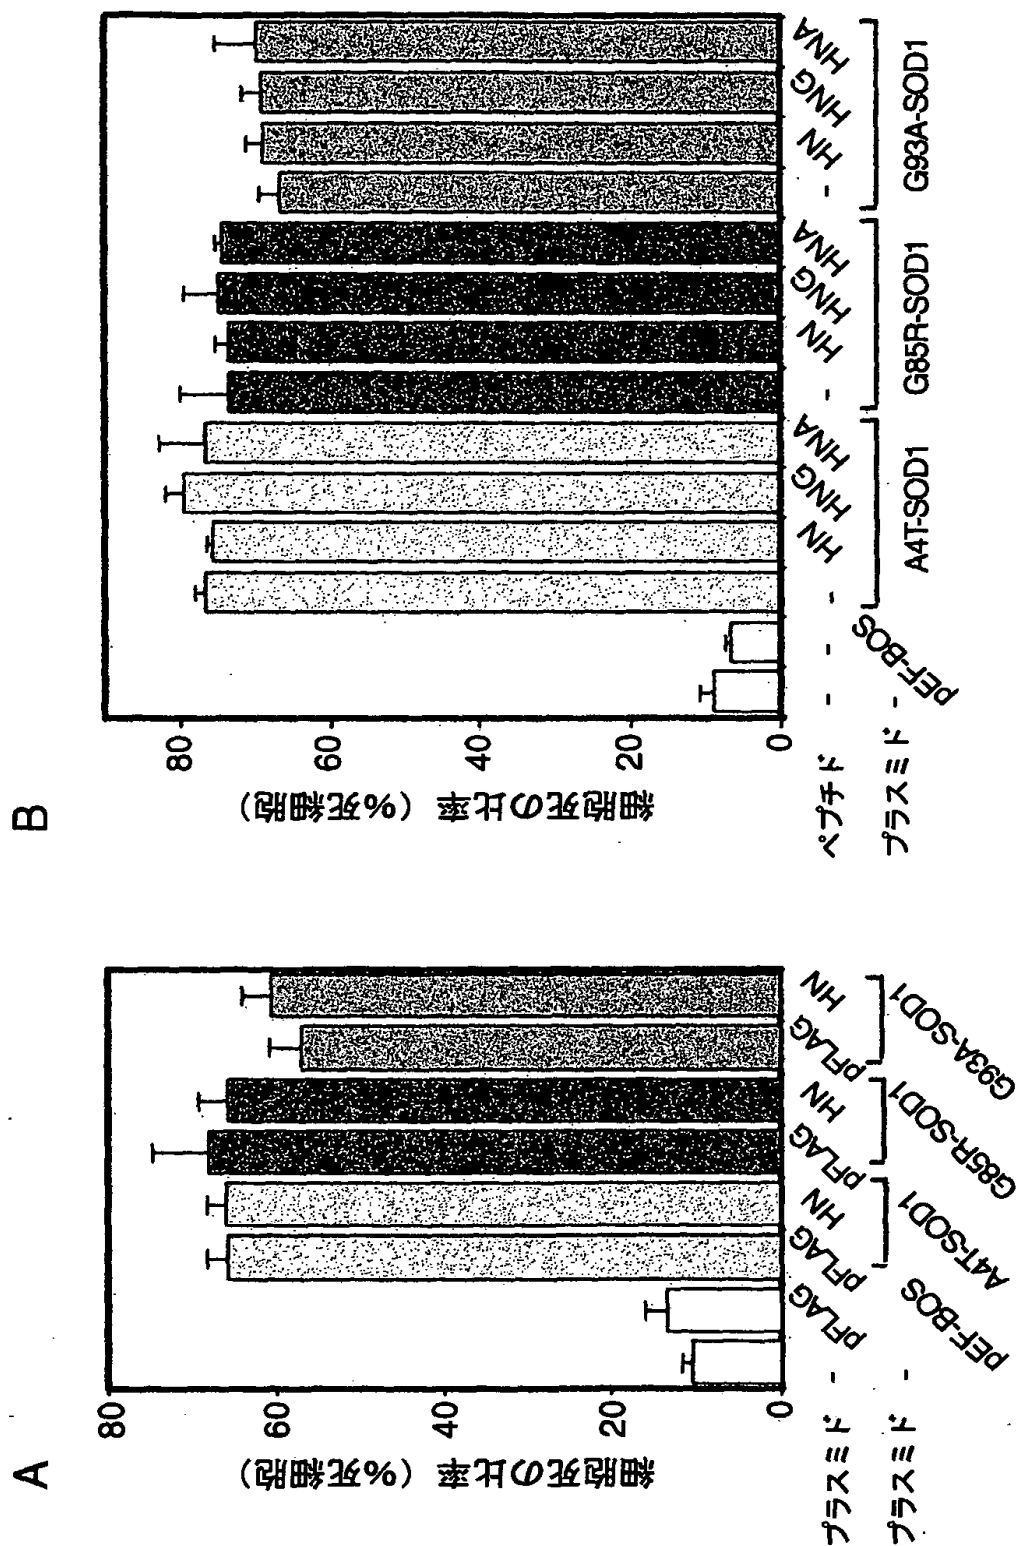 A
細胞死の比率 (%死細胞)
80
60
40
20
0
プラスミド - pFLAG pFLAG HN pFLAG HN pFLAG HN
プラスミド - pEF-BOS A4T-SOD1 G85R-SOD1 G93A-SOD1
B
細胞死の比率 (%死細胞)
80
60
40
20
0
ペプチド - - - HN HNG HNA - HN HNG HNA - HN HNG HNA
プラスミド - pEF-BOS A4T-SOD1 G85R-SOD1 G93A-SOD1